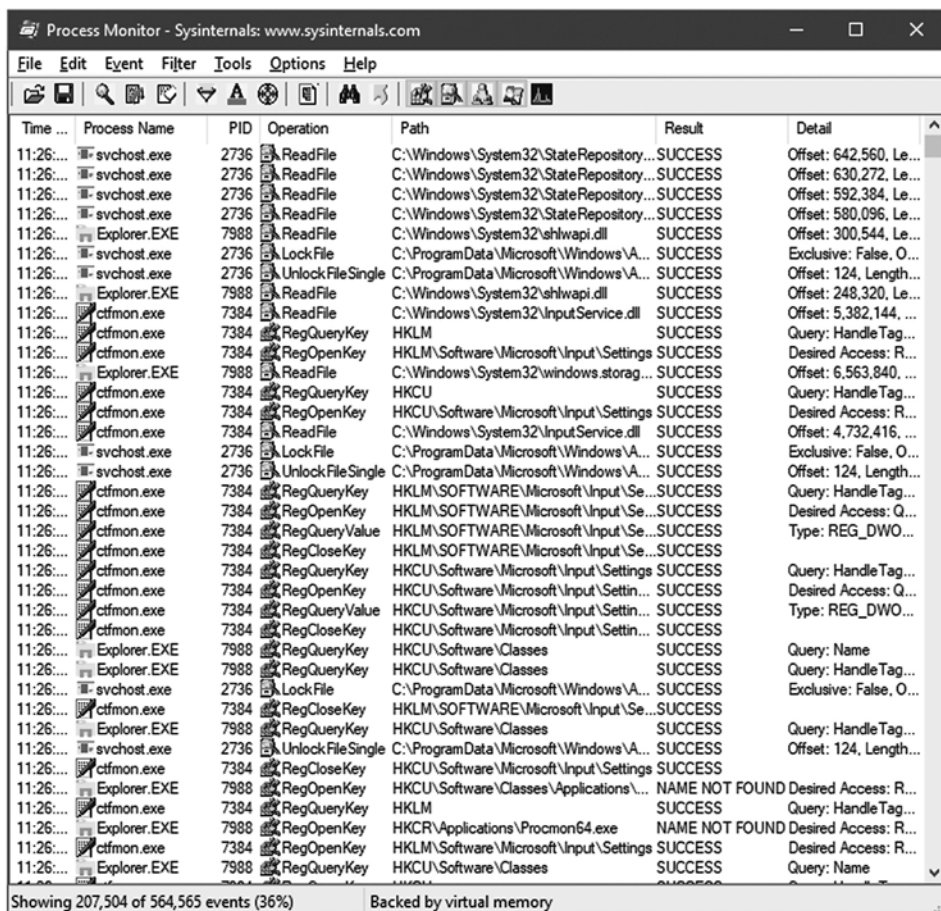 Process Monitor - Sysinternals: www.sysinternals.com
File Edit Event Filter Tools Options Help
Time ... Process Name PID Operation Path Result Detail
11:26:... svchost.exe 2736 ReadFile C:\Windows\System32\StateRepository... SUCCESS Offset: 642,560, Le...
11:26:... svchost.exe 2736 ReadFile C:\Windows\System32\StateRepository... SUCCESS Offset: 630,272, Le...
11:26:... svchost.exe 2736 ReadFile C:\Windows\System32\StateRepository... SUCCESS Offset: 592,384, Le...
11:26:... svchost.exe 2736 ReadFile C:\Windows\System32\StateRepository... SUCCESS Offset: 580,096, Le...
11:26:... Explorer.EXE 7988 ReadFile C:\Windows\System32\shlwapi.dll SUCCESS Offset: 300,544, Le...
11:26:... svchost.exe 2736 LockFile C:\ProgramData\Microsoft\Windows\A... SUCCESS Exclusive: False, O...
11:26:... svchost.exe 2736 UnlockFileSingle C:\ProgramData\Microsoft\Windows\A... SUCCESS Offset: 124, Length...
11:26:... Explorer.EXE 7988 ReadFile C:\Windows\System32\shlwapi.dll SUCCESS Offset: 248,320, Le...
11:26:... ctfmon.exe 7384 ReadFile C:\Windows\System32\InputService.dll SUCCESS Offset: 5,382,144, ...
11:26:... ctfmon.exe 7384 RegQueryKey HKLM SUCCESS Query: HandleTag...
11:26:... ctfmon.exe 7384 RegOpenKey HKLM\Software\Microsoft\Input\Settings SUCCESS Desired Access: R...
11:26:... Explorer.EXE 7988 ReadFile C:\Windows\System32\windows.storag... SUCCESS Offset: 6,563,840, ...
11:26:... ctfmon.exe 7384 RegQueryKey HKCU SUCCESS Query: HandleTag...
11:26:... ctfmon.exe 7384 RegOpenKey HKCU\Software\Microsoft\Input\Settings SUCCESS Desired Access: R...
11:26:... ctfmon.exe 7384 ReadFile C:\Windows\System32\InputService.dll SUCCESS Offset: 4,732,416, ...
11:26:... svchost.exe 2736 LockFile C:\ProgramData\Microsoft\Windows\A... SUCCESS Exclusive: False, O...
11:26:... svchost.exe 2736 UnlockFileSingle C:\ProgramData\Microsoft\Windows\A... SUCCESS Offset: 124, Length...
11:26:... ctfmon.exe 7384 RegQueryKey HKLM\SOFTWARE\Microsoft\Input\Se... SUCCESS Query: HandleTag...
11:26:... ctfmon.exe 7384 RegOpenKey HKLM\SOFTWARE\Microsoft\Input\Se... SUCCESS Desired Access: Q...
11:26:... ctfmon.exe 7384 RegQueryValue HKLM\SOFTWARE\Microsoft\Input\Se... SUCCESS Type: REG_DWO...
11:26:... ctfmon.exe 7384 RegCloseKey HKLM\SOFTWARE\Microsoft\Input\Se... SUCCESS
11:26:... ctfmon.exe 7384 RegQueryKey HKCU\Software\Microsoft\Input\Settings SUCCESS Query: HandleTag...
11:26:... ctfmon.exe 7384 RegOpenKey HKCU\Software\Microsoft\Input\Settin... SUCCESS Desired Access: Q...
11:26:... ctfmon.exe 7384 RegQueryValue HKCU\Software\Microsoft\Input\Settin... SUCCESS Type: REG_DWO...
11:26:... ctfmon.exe 7384 RegCloseKey HKCU\Software\Microsoft\Input\Settin... SUCCESS
11:26:... Explorer.EXE 7988 RegQueryKey HKCU\Software\Classes SUCCESS Query: Name
11:26:... Explorer.EXE 7988 RegQueryKey HKCU\Software\Classes SUCCESS Query: HandleTag...
11:26:... svchost.exe 2736 LockFile C:\ProgramData\Microsoft\Windows\A... SUCCESS Exclusive: False, O...
11:26:... ctfmon.exe 7384 RegCloseKey HKLM\SOFTWARE\Microsoft\Input\Se... SUCCESS
11:26:... Explorer.EXE 7988 RegQueryKey HKCU\Software\Classes SUCCESS Query: HandleTag...
11:26:... svchost.exe 2736 UnlockFileSingle C:\ProgramData\Microsoft\Windows\A... SUCCESS Offset: 124, Length...
11:26:... ctfmon.exe 7384 RegCloseKey HKCU\Software\Microsoft\Input\Settings SUCCESS
11:26:... Explorer.EXE 7988 RegOpenKey HKCU\Software\Classes\Applications\... NAME NOT FOUND Desired Access: R...
11:26:... ctfmon.exe 7384 RegQueryKey HKLM SUCCESS Query: HandleTag...
11:26:... Explorer.EXE 7988 RegOpenKey HKCR\Applications\Procmon64.exe NAME NOT FOUND Desired Access: R...
11:26:... ctfmon.exe 7384 RegOpenKey HKLM\Software\Microsoft\Input\Settings SUCCESS Desired Access: R...
11:26:... Explorer.EXE 7988 RegQueryKey HKCU\Software\Classes SUCCESS Query: Name
Showing 207,504 of 564,565 events (36%) Backed by virtual memory